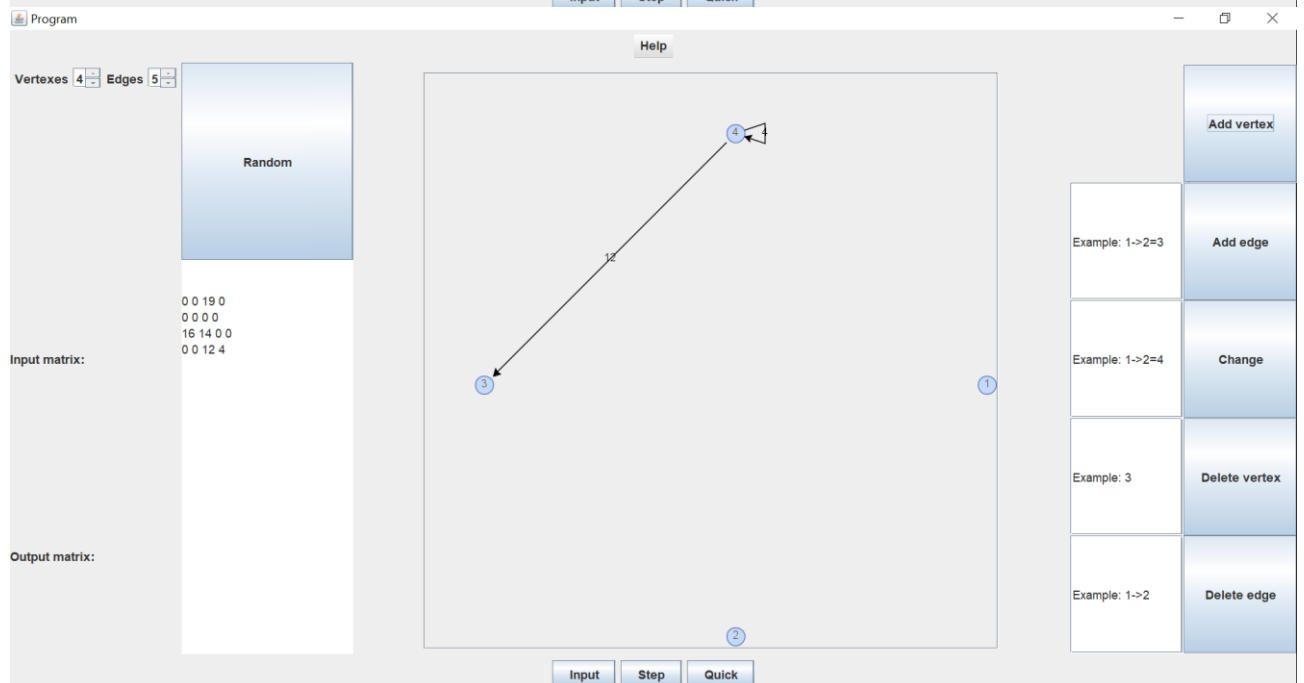 Input Step Quick
Program
Help
Vertexes 4 Edges 5
Random
Add vertex
Example: 1->2=3
Add edge
Example: 1->2=4
Change
Example: 3
Delete vertex
Example: 1->2
Delete edge
Input matrix:
0 0 19 0
0 0 0 0
16 14 0 0
0 0 12 4
Output matrix:
4
4
12
3
1
2
Input Step Quick